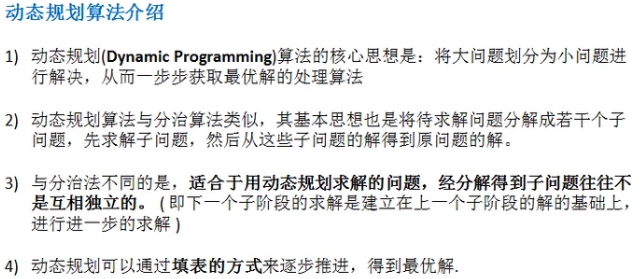 动态规划算法介绍
1) 动态规划(Dynamic Programming)算法的核心思想是：将大问题划分为小问题进
行解决，从而一步步获取最优解的处理算法
2) 动态规划算法与分治算法类似，其基本思想也是将待求解问题分解成若干个子
问题，先求解子问题，然后从这些子问题的解得到原问题的解。
3) 与分治法不同的是，适合于用动态规划求解的问题，经分解得到子问题往往不
是互相独立的。 ( 即下一个子阶段的求解是建立在上一个子阶段的解的基础上，
进行进一步的求解 )
4) 动态规划可以通过填表的方式来逐步推进，得到最优解.